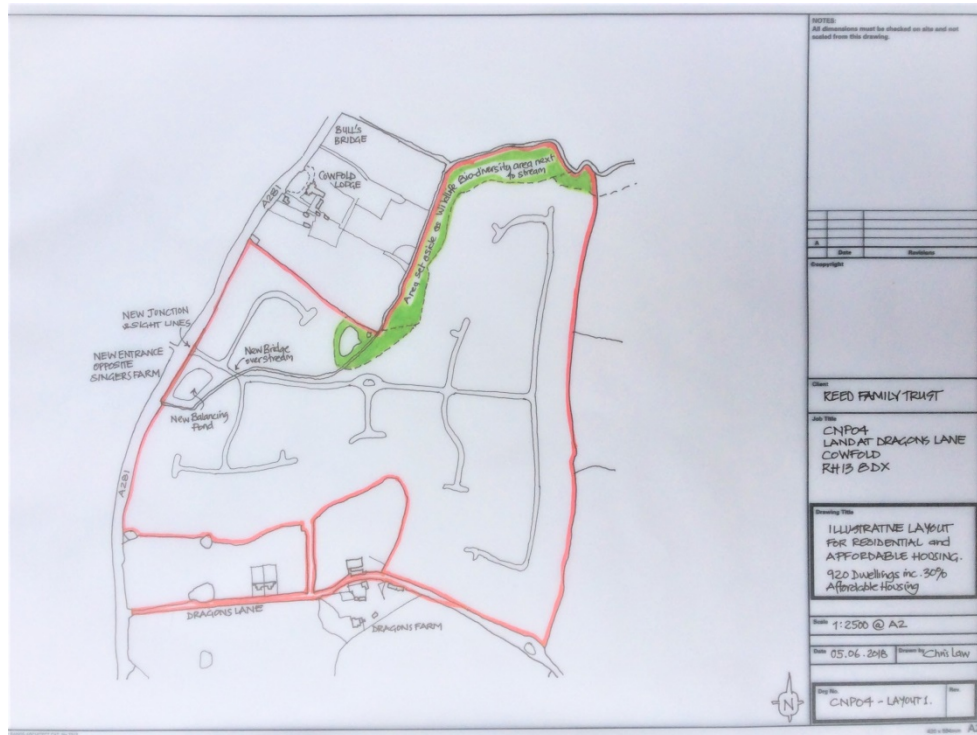 BULL'S
BRIDGE
COWFOLD
LODGE
A281
Area set aside as Wildlife Bio-diversity area next
to stream
NEW JUNCTION
& SIGHT LINES
NEW ENTRANCE
OPPOSITE
SINGERS FARM
New Bridge
over stream
New Balancing
Pond
A281
DRAGONS LANE
DRAGONS FARM
N
NOTES:
All dimensions must be checked on site and not
scaled from this drawing.
A
Date
Revisions
Copyright
Client
REED FAMILY TRUST
Job Title
CNP04
LAND AT DRAGONS LANE
COWFOLD
RH13 8DX
Drawing Title
ILLUSTRATIVE LAYOUT
FOR RESIDENTIAL and
AFFORDABLE HOUSING.
920 Dwellings inc. 30%
Affordable Housing
Scale 1:2500 @ A2
Date 05.06.2018 Drawn by Chris Law
Drg No. Rev.
CNP04 - LAYOUT 1.